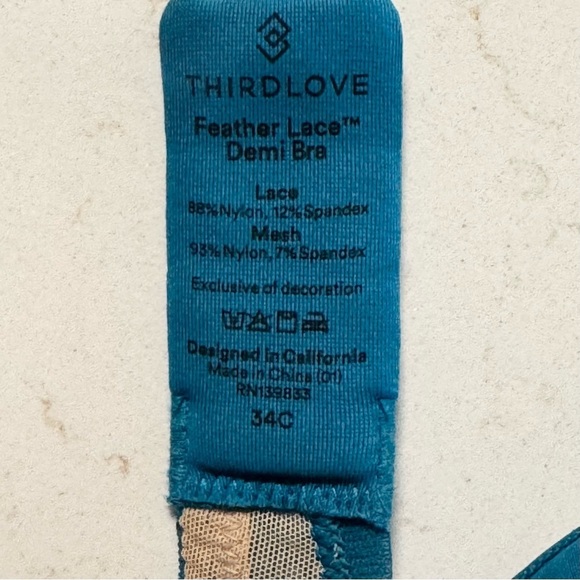 THIRDLOVE
Feather Lace™
Demi Bra
Lace
88%Nylon, 12%Spandex
Mesh
93%Nylon, 7%Spandex
Exclusive of decoration
Designed in California
Made in China (01)
RN139833
34C